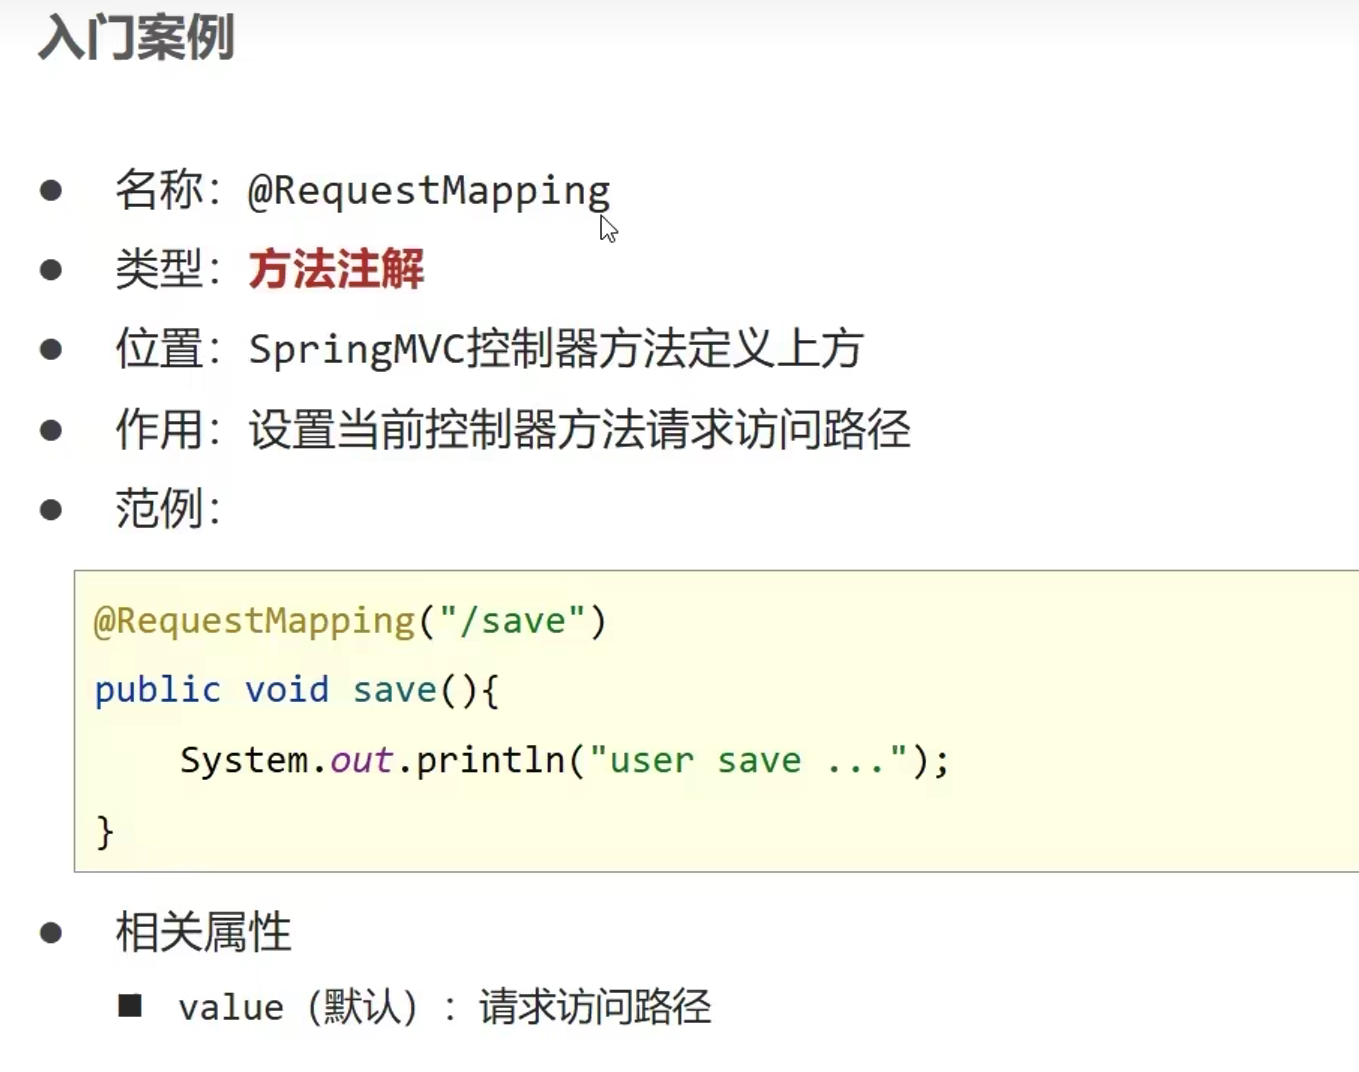 入门案例
● 名称：@RequestMapping
● 类型：方法注解
● 位置：SpringMVC控制器方法定义上方
● 作用：设置当前控制器方法请求访问路径
● 范例：
@RequestMapping("/save")
public void save(){
    System.out.println("user save ...");
}
● 相关属性
■ value（默认）：请求访问路径